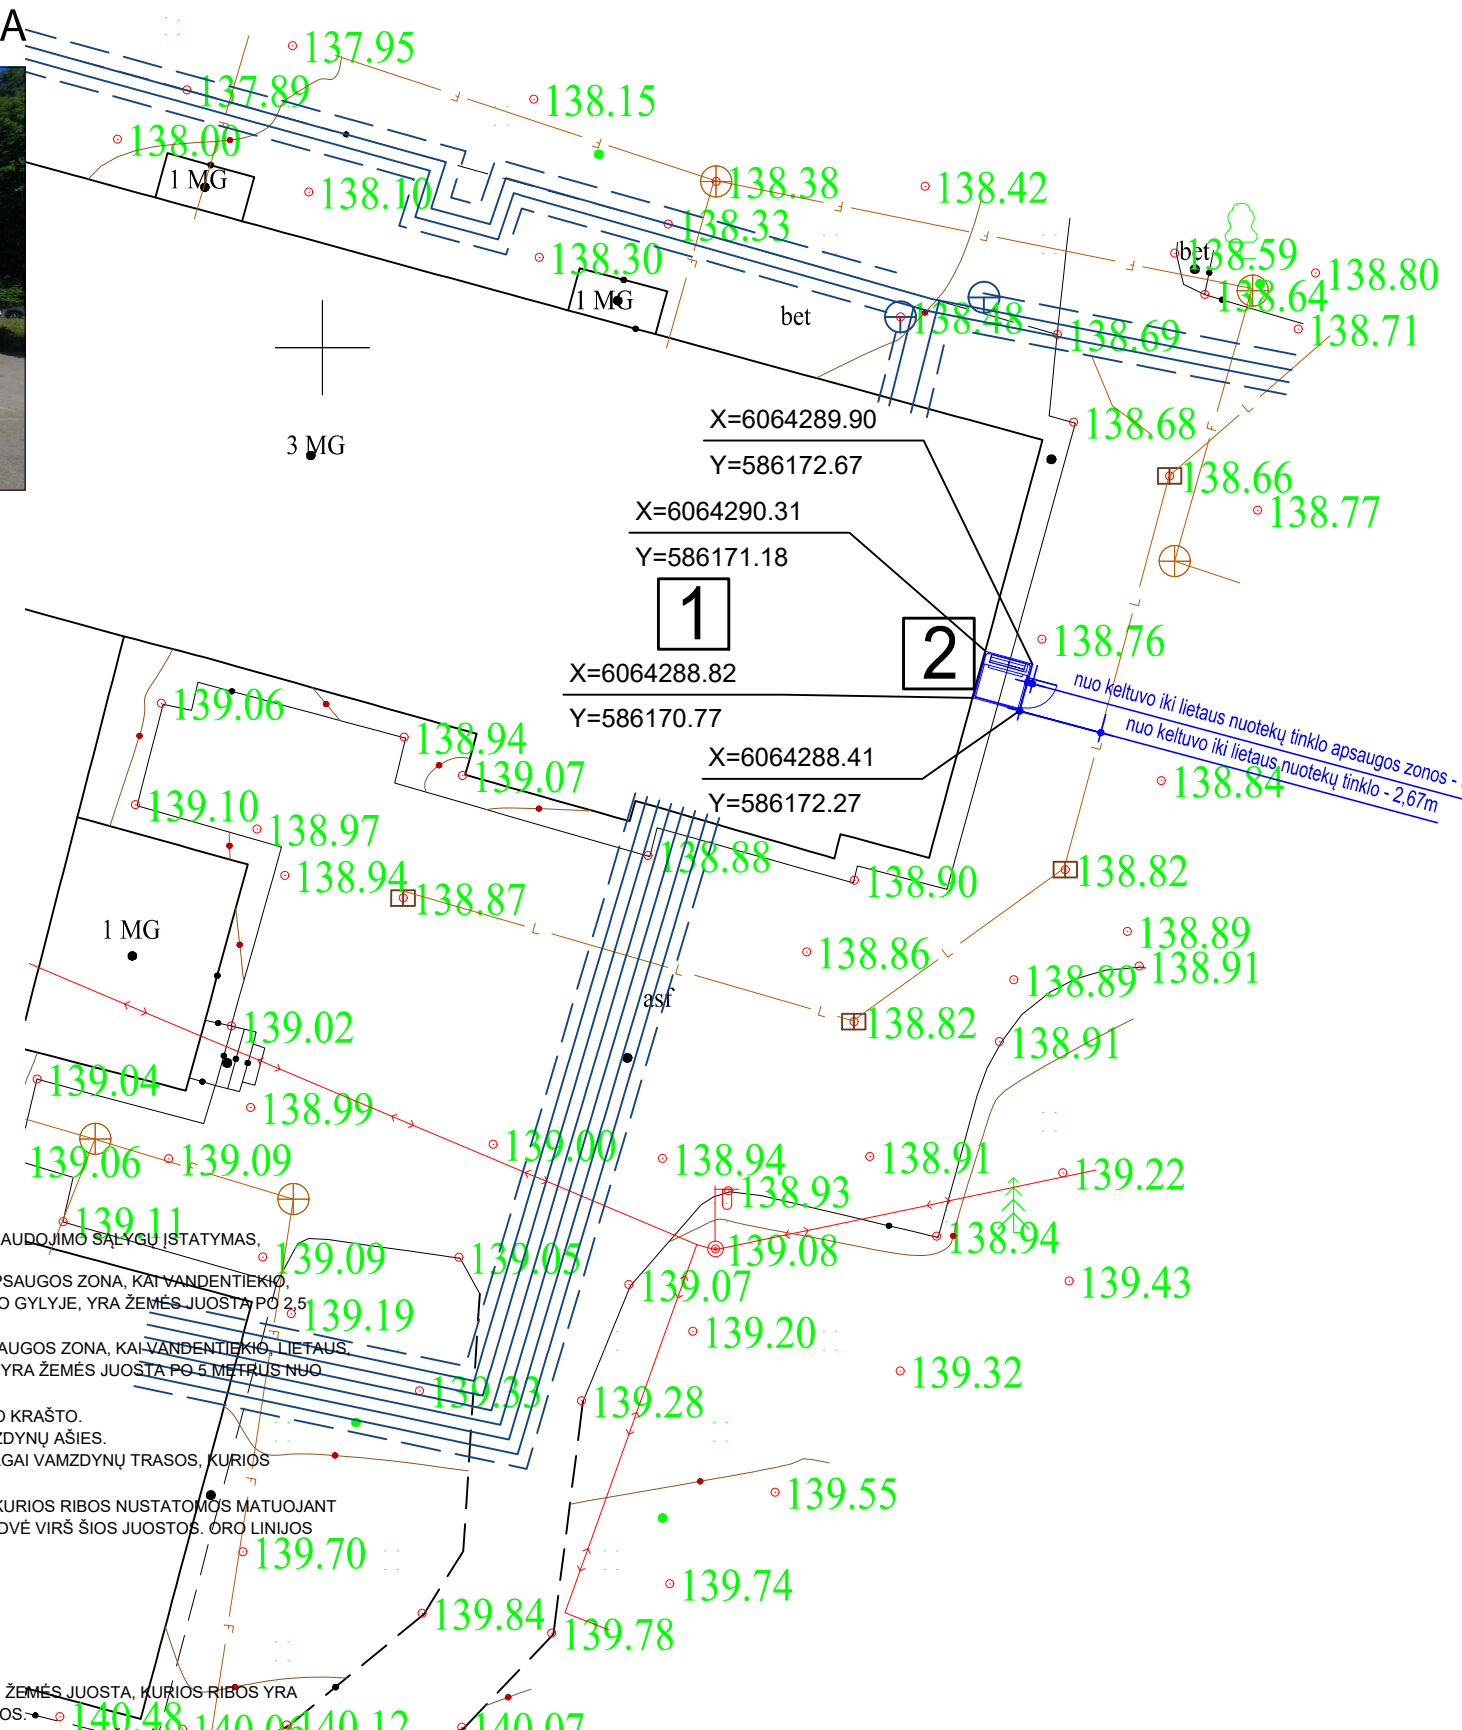 A
137.95
137.89
138.15
138.00
1 MG
138.10
138.38
138.42
138.33
138.30
bet
138.59
138.80
1 MG
138.64
bet
138.48
138.69
138.71
X=6064289.90
138.68
3 MG
Y=586172.67
138.66
X=6064290.31
138.77
Y=586171.18
1
2
138.76
X=6064288.82
nuo keltuvo iki lietaus nuotekų tinklo apsaugos zonos -
139.06
Y=586170.77
nuo keltuvo iki lietaus nuotekų tinklo - 2,67m
138.94
X=6064288.41
139.07
138.84
139.10
Y=586172.27
138.97
138.88
138.94
138.90
138.82
138.87
1 MG
138.89
138.86
138.91
138.89
asf
139.02
138.82
138.91
139.04
138.99
139.00
139.06
139.09
138.94
138.91
139.22
138.93
139.11
AUDOJIMO SĄLYGŲ ĮSTATYMAS,
138.94
139.09
139.05
139.08
PSAUGOS ZONA, KAI VANDENTIEKIO,
139.07
139.43
O GYLYJE, YRA ŽEMĖS JUOSTA PO 2,5
139.19
139.20
AUGOS ZONA, KAI VANDENTIEKIO, LIETAUS,
YRA ŽEMĖS JUOSTA PO 5 METRUS NUO
139.32
139.33
139.28
O KRAŠTO.
ZDYNŲ AŠIES.
GAI VAMZDYNŲ TRASOS, KURIOS
139.55
KURIOS RIBOS NUSTATOMOS MATUOJANT
DVĖ VIRŠ ŠIOS JUOSTOS. ORO LINIJOS
139.70
139.74
139.84
139.78
ŽEMĖS JUOSTA, KURIOS RIBOS YRA
OS.
140.48
140.06
140.12
140.07